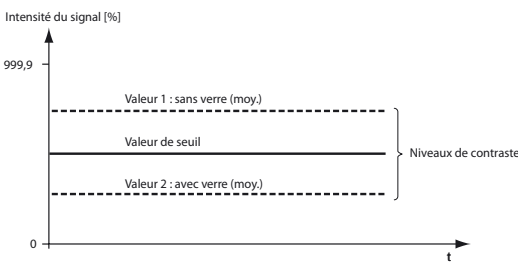 Intensité du signal [%]
999,9
Valeur 1 : sans verre (moy.)
Valeur de seuil
Niveaux de contraste
Valeur 2 : avec verre (moy.)
0
t